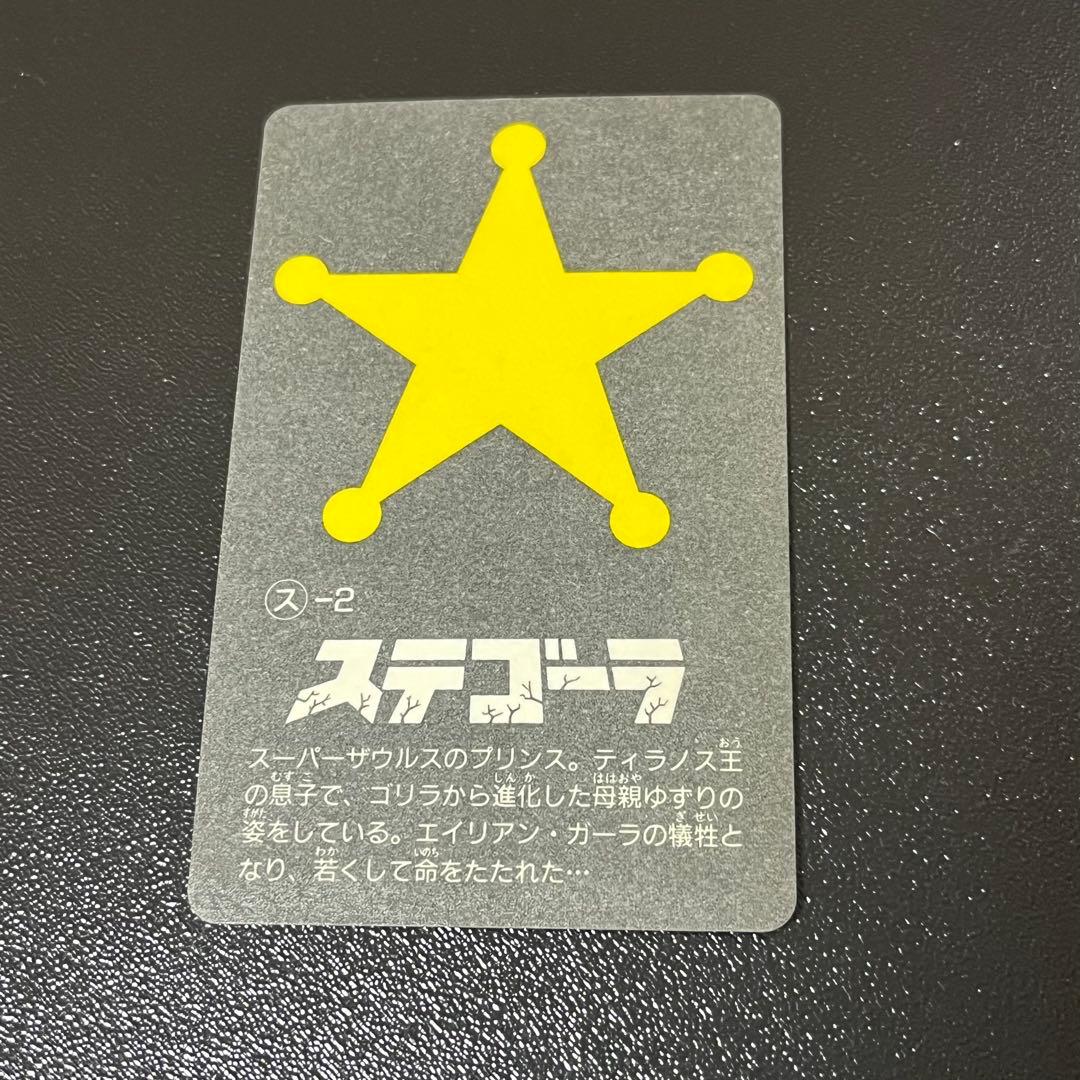 ス-2
ステゴーラ
スーパーザウルスのプリンス。ティラノス王
の息子で、ゴリラから進化した母親ゆずりの
姿をしている。エイリアン・ガーラの犠牲と
なり、若くして命をたたれた…